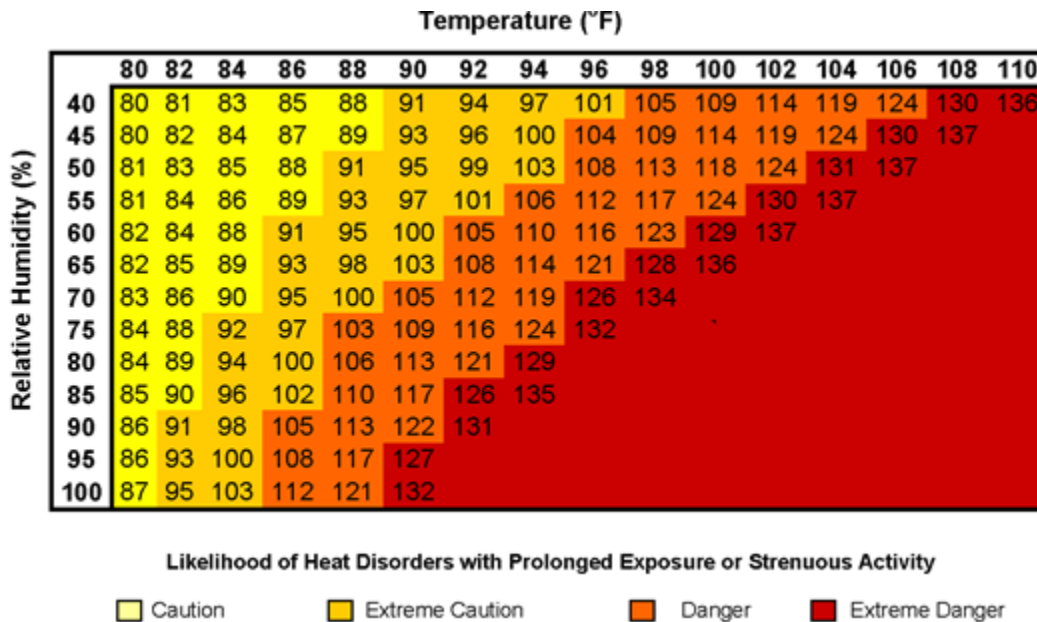 Temperature (°F)
80 82 84 86 88 90 92 94 96 98 100 102 104 106 108 110
Relative Humidity (%)
40 80 81 83 85 88 91 94 97 101 105 109 114 119 124 130 136
45 80 82 84 87 89 93 96 100 104 109 114 119 124 130 137
50 81 83 85 88 91 95 99 103 108 113 118 124 131 137
55 81 84 86 89 93 97 101 106 112 117 124 130 137
60 82 84 88 91 95 100 105 110 116 123 129 137
65 82 85 89 93 98 103 108 114 121 128 136
70 83 86 90 95 100 105 112 119 126 134
75 84 88 92 97 103 109 116 124 132
80 84 89 94 100 106 113 121 129
85 85 90 96 102 110 117 126 135
90 86 91 98 105 113 122 131
95 86 93 100 108 117 127
100 87 95 103 112 121 132
Likelihood of Heat Disorders with Prolonged Exposure or Strenuous Activity
Caution Extreme Caution Danger Extreme Danger